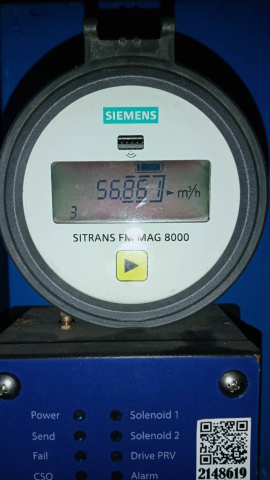 SIEMENS
56.861 m³/h
3
SITRANS FM MAG 8000
Power Solenoid 1
Send Solenoid 2
Fail Drive PRV
CSO Alarm
2148619